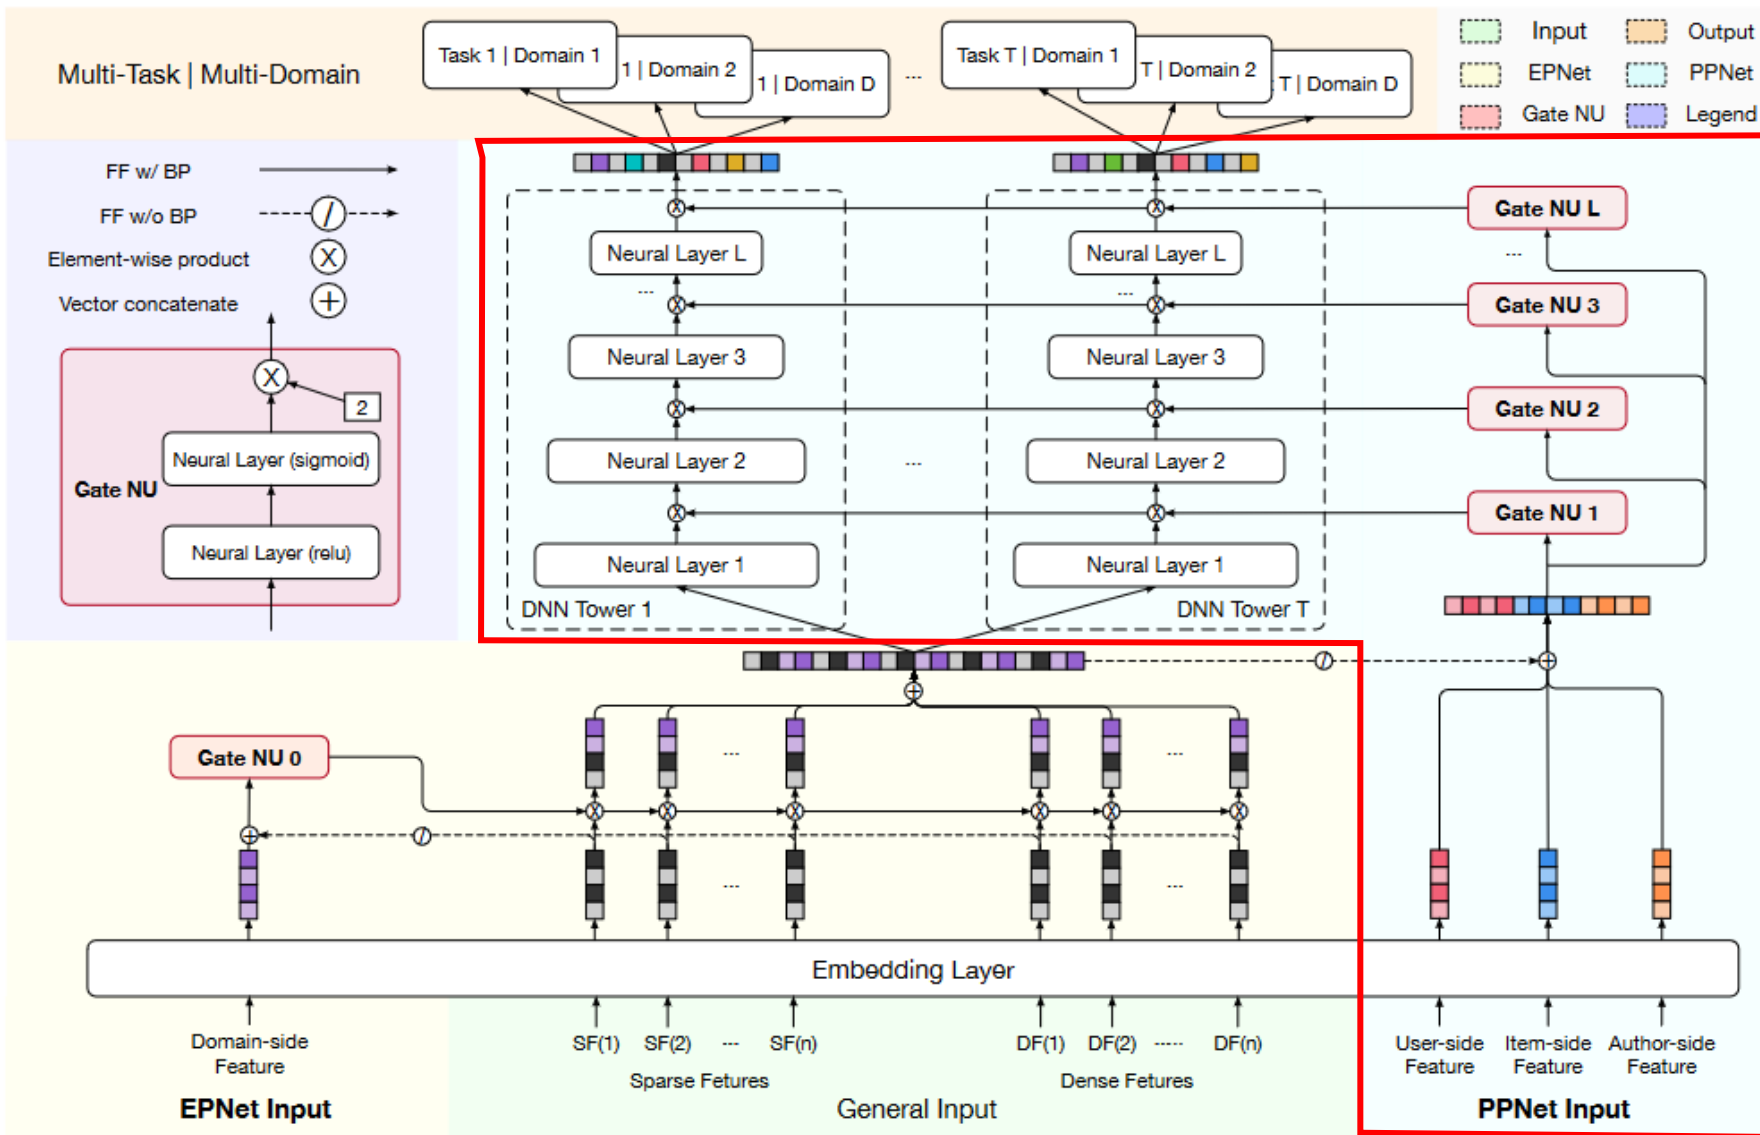 Multi-Task | Multi-Domain
Task 1 | Domain 1
1 | Domain 2
1 | Domain D
...
Task T | Domain 1
T | Domain 2
T | Domain D
Input
Output
EPNet
PPNet
Gate NU
Legend
FF w/ BP
FF w/o BP
/
Element-wise product
X
Vector concatenate
+
X
2
Neural Layer (sigmoid)
Gate NU
Neural Layer (relu)
Neural Layer L
...
Neural Layer 3
Neural Layer 2
Neural Layer 1
DNN Tower 1
...
Neural Layer L
...
Neural Layer 3
Neural Layer 2
Neural Layer 1
DNN Tower T
Gate NU L
...
Gate NU 3
Gate NU 2
Gate NU 1
Gate NU 0
...
...
...
...
Embedding Layer
Domain-side
Feature
SF(1) SF(2) ... SF(n)
DF(1) DF(2) ..... DF(n)
User-side
Feature
Item-side
Feature
Author-side
Feature
Sparse Fetures
Dense Fetures
EPNet Input
General Input
PPNet Input